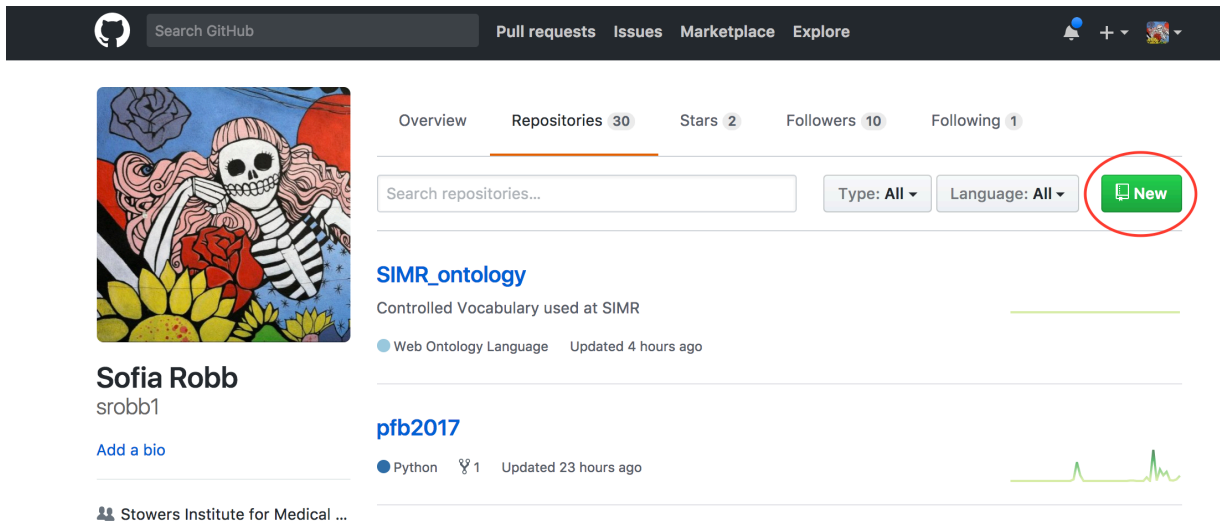 Search GitHub Pull requests Issues Marketplace Explore
Overview Repositories 30 Stars 2 Followers 10 Following 1
Search repositories... Type: All Language: All New
SIMR_ontology
Controlled Vocabulary used at SIMR
Web Ontology Language Updated 4 hours ago
Sofia Robb
srobb1
Add a bio
Stowers Institute for Medical ...
pfb2017
Python 1 Updated 23 hours ago